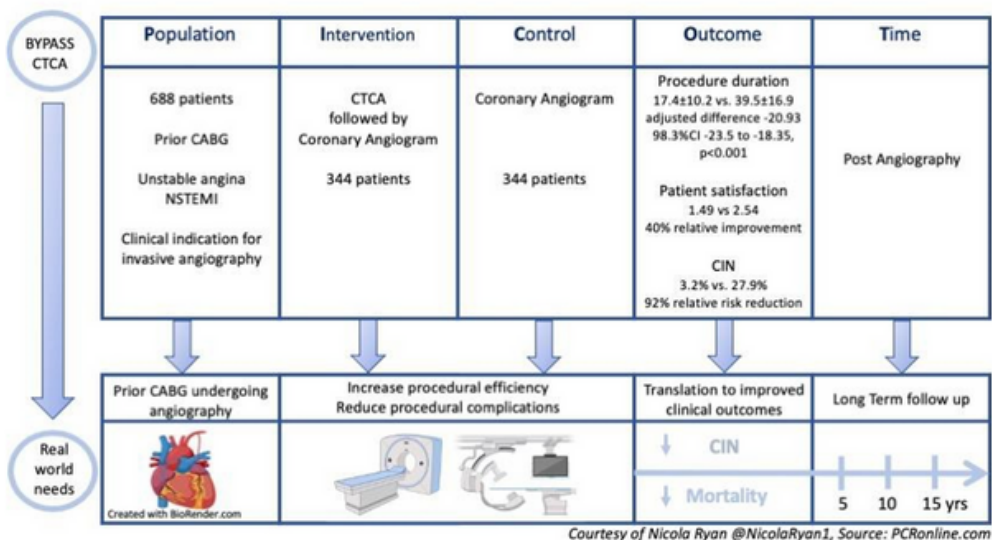 BYPASS
CTCA
Population
Intervention
Control
Outcome
Time
688 patients
Prior CABG
Unstable angina
NSTEMI
Clinical indication for
invasive angiography
CTCA
followed by
Coronary Angiogram
344 patients
Coronary Angiogram
344 patients
Procedure duration
17.4±10.2 vs. 39.5±16.9
adjusted difference -20.93
98.3%CI -23.5 to -18.35,
p<0.001
Patient satisfaction
1.49 vs 2.54
40% relative improvement
CIN
3.2% vs. 27.9%
92% relative risk reduction
Post Angiography
Real
world
needs
Prior CABG undergoing
angiography
Created with BioRender.com
Increase procedural efficiency
Reduce procedural complications
Translation to improved
clinical outcomes
↓ CIN
↓ Mortality
Long Term follow up
5 10 15 yrs
Courtesy of Nicola Ryan @NicolaRyan1, Source: PCRonline.com